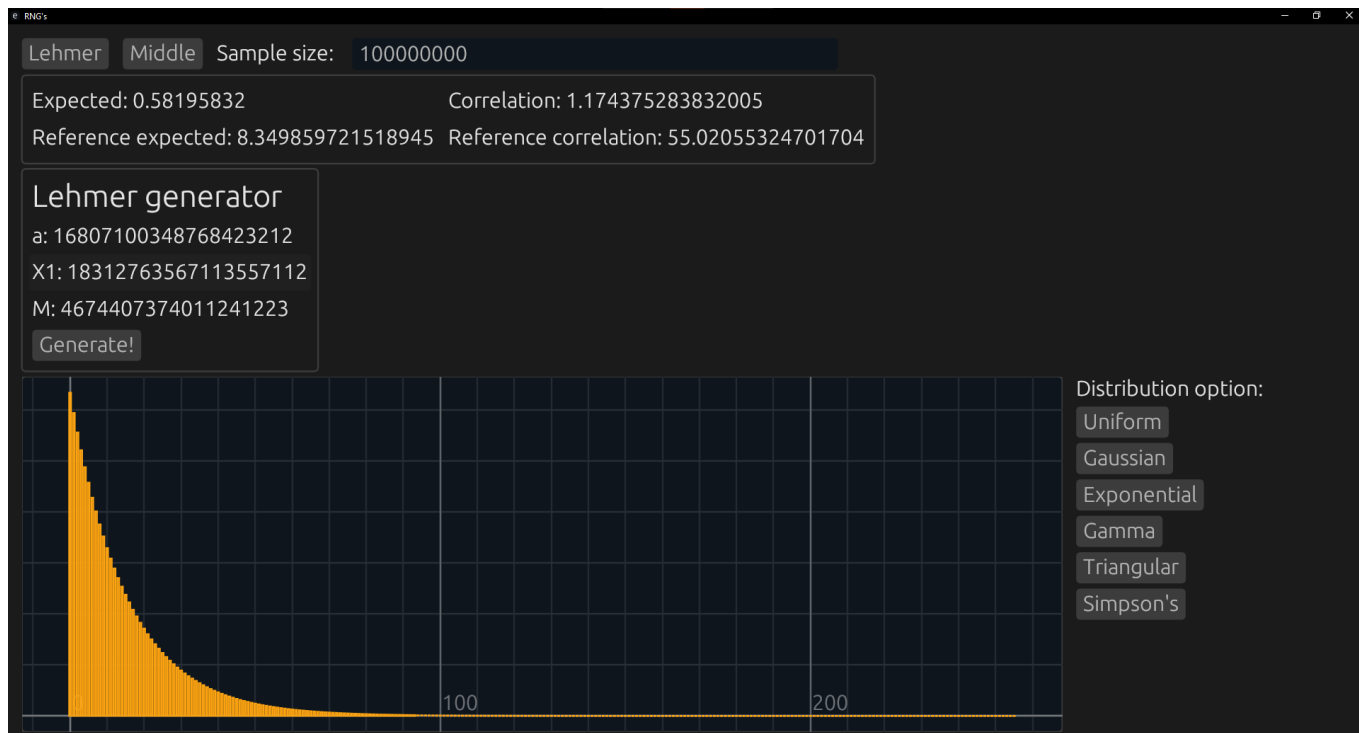 e RNG's
Lehmer Middle Sample size: 100000000
Expected: 0.58195832 Correlation: 1.174375283832005
Reference expected: 8.349859721518945 Reference correlation: 55.02055324701704
Lehmer generator
a: 16807100348768423212
X1: 18312763567113557112
M: 4674407374011241223
Generate!
Distribution option:
Uniform
Gaussian
Exponential
Gamma
Triangular
Simpson's
0 100 200